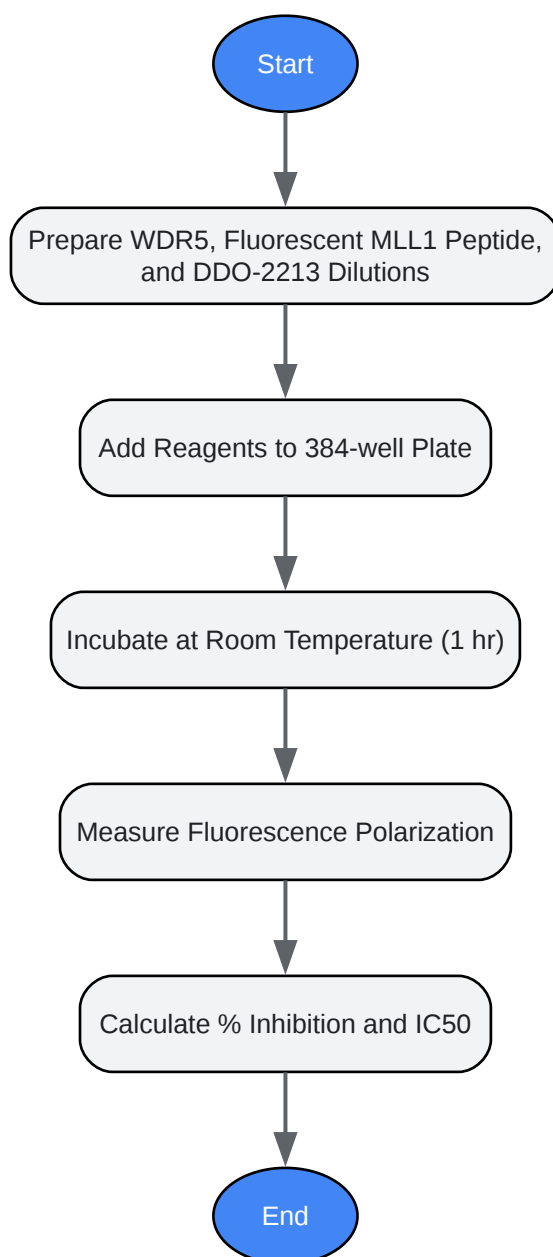 Start
Prepare WDR5, Fluorescent MLL1 Peptide,
and DDO-2213 Dilutions
Add Reagents to 384-well Plate
Incubate at Room Temperature (1 hr)
Measure Fluorescence Polarization
Calculate % Inhibition and IC50
End